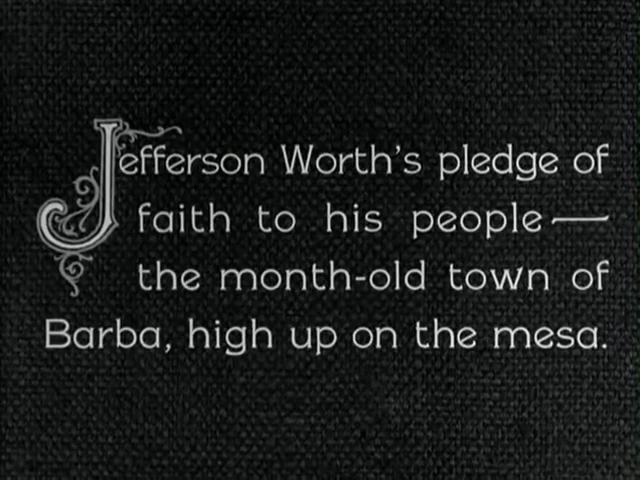 Jefferson Worth's pledge of
faith to his people—
the month-old town of
Barba, high up on the mesa.